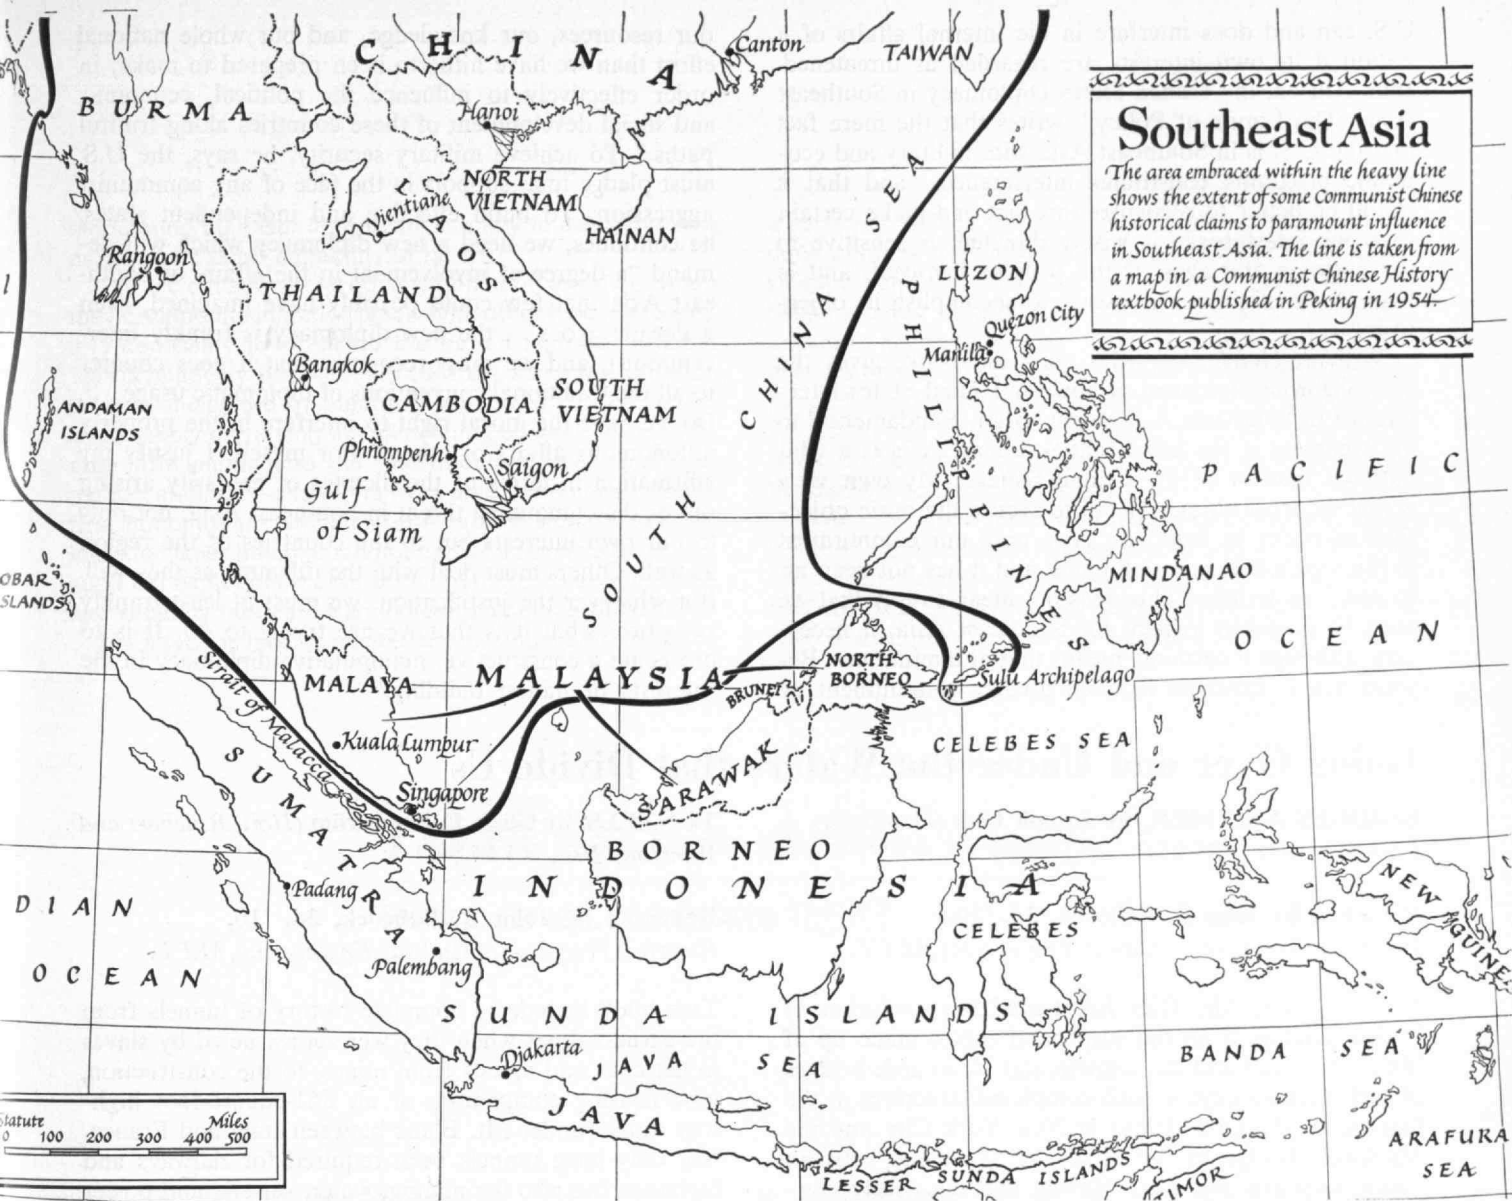 CHINA
Canton
TAIWAN
BURMA
Hanoi
Southeast Asia
The area embraced within the heavy line
shows the extent of some Communist Chinese
historical claims to paramount influence
in Southeast Asia. The line is taken from
a map in a Communist Chinese History
textbook published in Peking in 1954.
NORTH
VIETNAM
Vientiane
LAOS
HAINAN
Rangoon
THAILAND
LUZON
Quezon City
Manila
PHILIPPINES
SOUTH CHINA SEA
Bangkok
SOUTH
VIETNAM
CAMBODIA
ANDAMAN
ISLANDS
Phnompenh
Saigon
Gulf
of Siam
PACIFIC
OCEAN
MINDANAO
OBAR
SLANDS
NORTH
BORNEO
Sulu Archipelago
MALAYA
MALAYSIA
BRUNEI
Strait of Malacca
Kuala Lumpur
CELEBES SEA
SUMATRA
Singapore
SARAWAK
BORNEO
INDONESIA
Padang
CELEBES
NEW GUINEA
DIAN
OCEAN
Palembang
SUNDA ISLANDS
Djakarta
JAVA SEA
BANDA SEA
JAVA
Statute Miles
0 100 200 300 400 500
LESSER SUNDA ISLANDS
TIMOR
ARAFURA
SEA